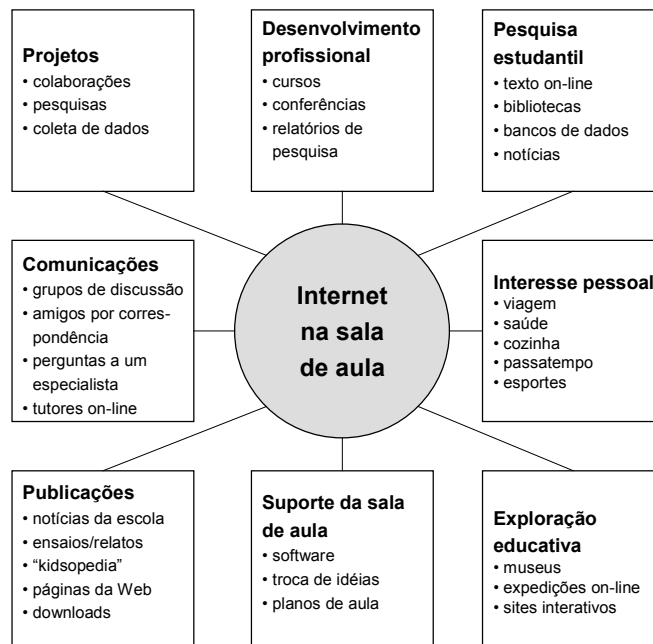 Projetos
• colaborações
• pesquisas
• coleta de dados
Desenvolvimento
profissional
• cursos
• conferências
• relatórios de
pesquisa
Pesquisa
estudantil
• texto on-line
• bibliotecas
• bancos de dados
• notícias
Comunicações
• grupos de discussão
• amigos por corres-
pondência
• perguntas a um
especialista
• tutores on-line
Internet
na sala
de aula
Interesse pessoal
• viagem
• saúde
• cozinha
• passatempo
• esportes
Publicações
• notícias da escola
• ensaios/relatos
• “kidsopedia”
• páginas da Web
• downloads
Suporte da sala
de aula
• software
• troca de idéias
• planos de aula
Exploração
educativa
• museus
• expedições on-line
• sites interativos